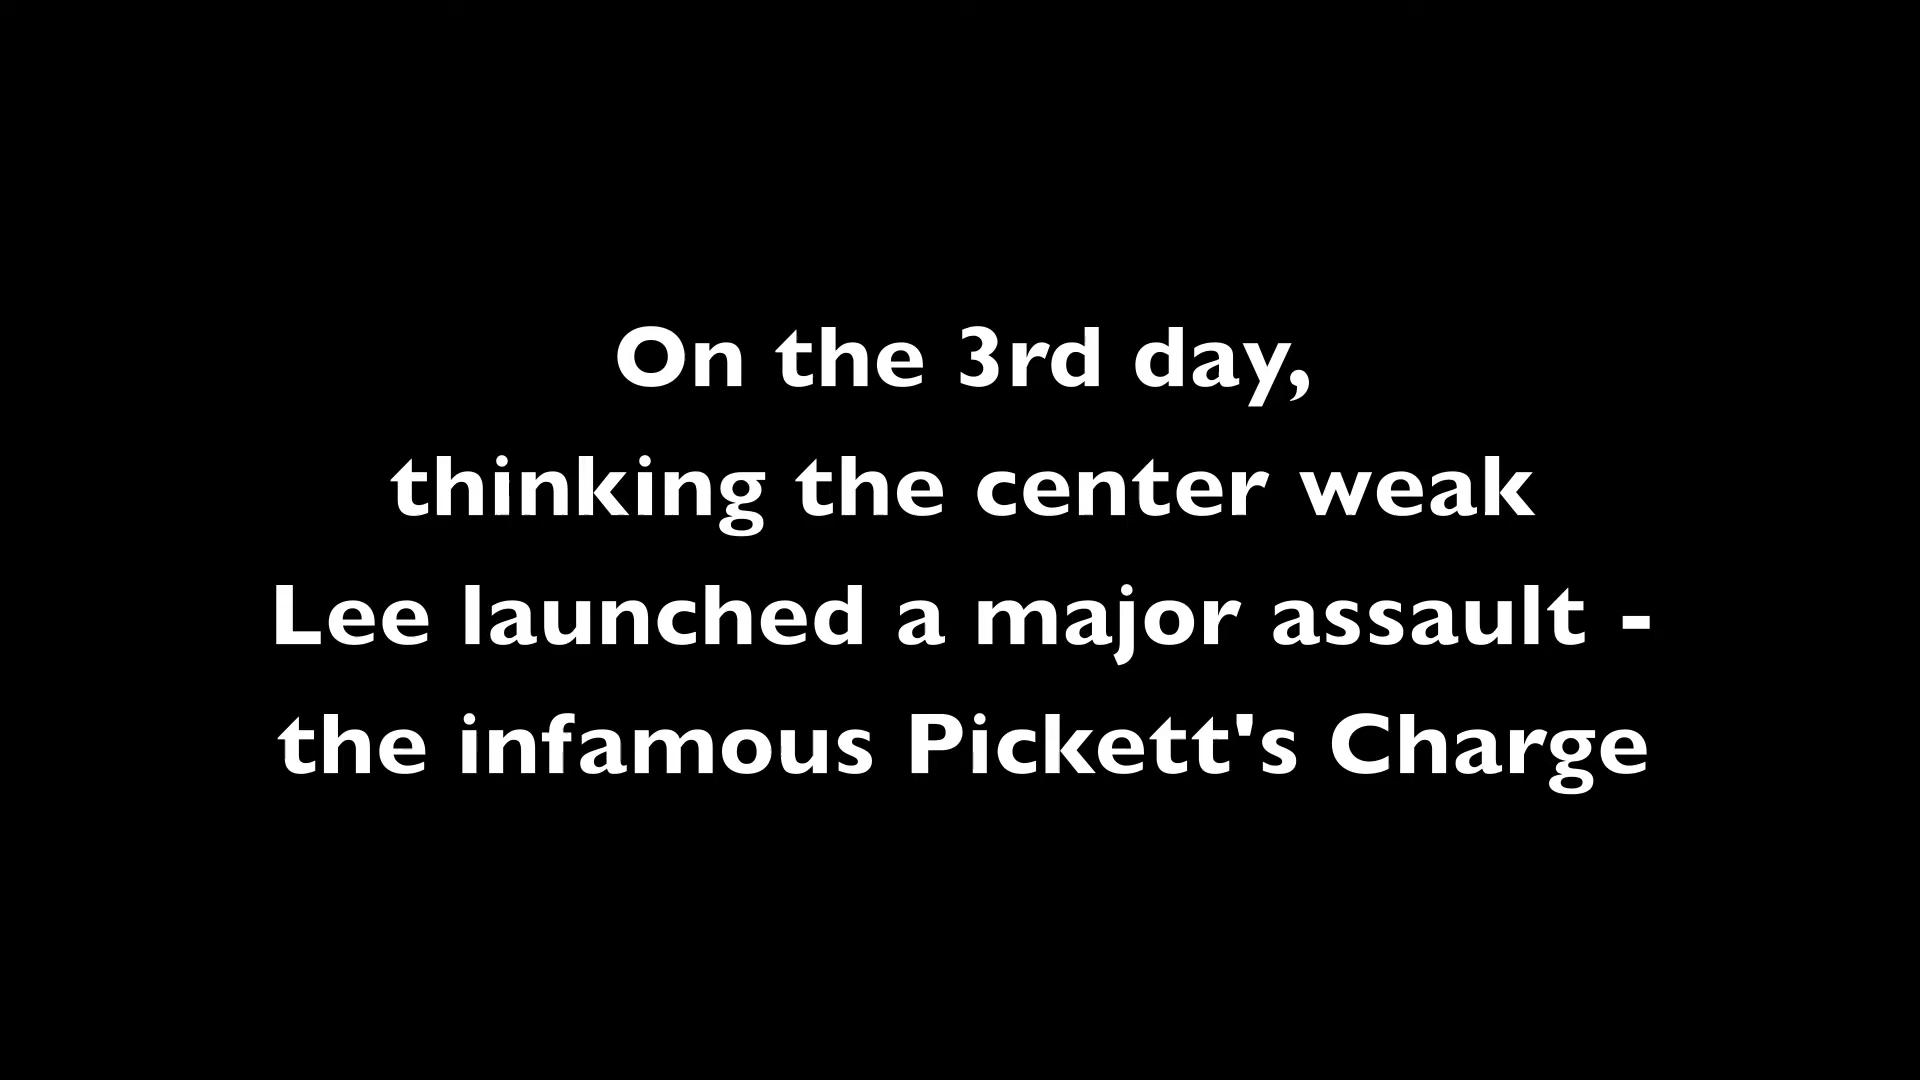 On the 3rd day,
thinking the center weak
Lee launched a major assault -
the infamous Pickett's Charge